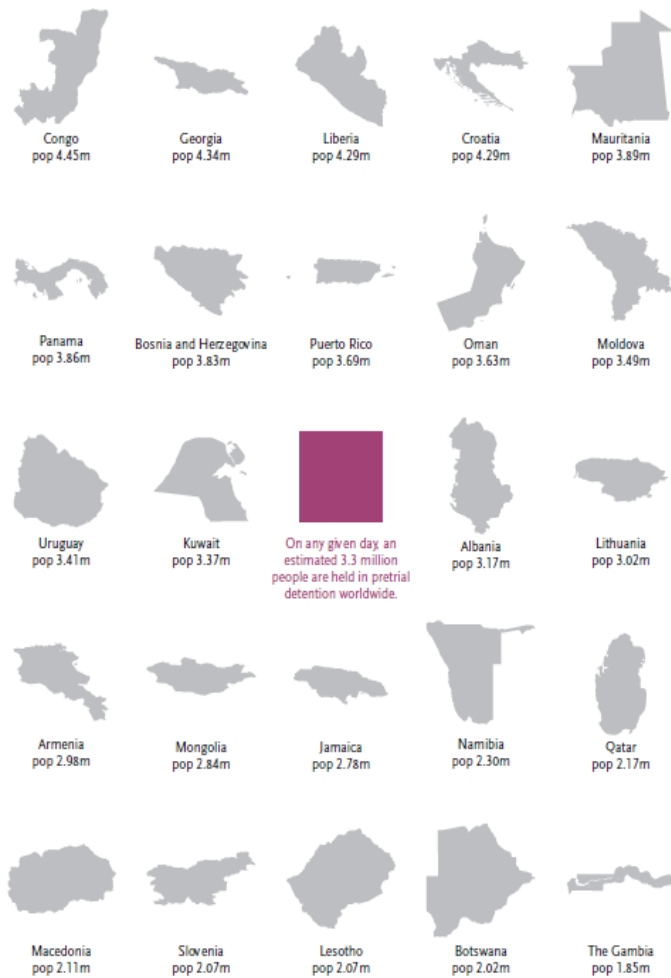 Congo
pop 4.45m
Georgia
pop 4.34m
Liberia
pop 4.29m
Croatia
pop 4.29m
Mauritania
pop 3.89m
Panama
pop 3.86m
Bosnia and Herzegovina
pop 3.83m
Puerto Rico
pop 3.69m
Oman
pop 3.63m
Moldova
pop 3.49m
Uruguay
pop 3.41m
Kuwait
pop 3.37m
On any given day, an
estimated 3.3 million
people are held in pretrial
detention worldwide.
Albania
pop 3.17m
Lithuania
pop 3.02m
Armenia
pop 2.98m
Mongolia
pop 2.84m
Jamaica
pop 2.78m
Namibia
pop 2.30m
Qatar
pop 2.17m
Macedonia
pop 2.11m
Slovenia
pop 2.07m
Lesotho
pop 2.07m
Botswana
pop 2.02m
The Gambia
pop 1.85m